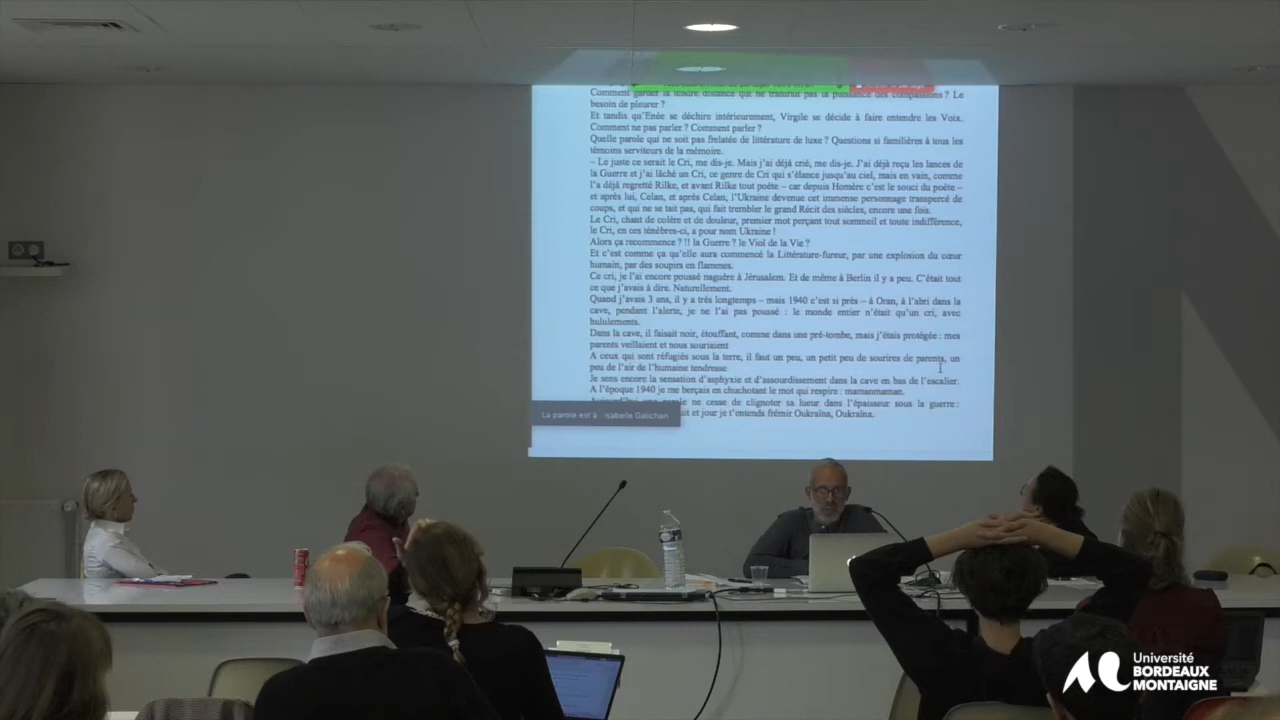 Comment garder la tendre distance qui ne trahirait pas la puissance des compassions ? Le
besoin de pleurer ?
Et tandis qu'Enée se déchire intérieurement, Virgile se décide à faire entendre les Voix.
Comment ne pas parler ? Comment parler ?
Quelle parole qui ne soit pas frelatée de littérature de luxe ? Questions si familières à tous les
témoins serviteurs de la mémoire.
– Le juste ce serait le Cri, me dis-je. Mais j'ai déjà crié, me dis-je. J'ai déjà reçu les lances de
la Guerre et j'ai lâché un Cri, ce genre de Cri qui s'élance jusqu'au ciel, mais en vain, comme
l'a déjà regretté Rilke, et avant Rilke tout poète – car depuis Homère c'est le souci du poète –
et après lui, Celan, et après Celan, l'Ukraine devenue cet immense personnage transpercé de
coups, et qui ne se tait pas, qui fait trembler le grand Récit des siècles, encore une fois.
Le Cri, chant de colère et de douleur, premier mot perçant tout sommeil et toute indifférence,
le Cri, en ces ténèbres-ci, a pour nom Ukraine !
Alors ça recommence ? !! la Guerre ? le Viol de la Vie ?
Et c'est comme ça qu'elle aura commencé la Littérature-fureur, par une explosion du cœur
humain, par des soupirs en flammes.
Ce cri, je l'ai encore poussé naguère à Jérusalem. Et de même à Berlin il y a peu. C'était tout
ce que j'avais à dire. Naturellement.
Quand j'avais 3 ans, il y a très longtemps – mais 1940 c'est si près – à Oran, à l'abri dans la
cave, pendant l'alerte, je ne l'ai pas poussé : le monde entier n'était qu'un cri, avec
hululements.
Dans la cave, il faisait noir, étouffant, comme dans une pré-tombe, mais j'étais protégée : mes
parents veillaient et nous souriaient
A ceux qui sont réfugiés sous la terre, il faut un peu, un petit peu de sourires de parents, un
peu de l'air de l'humaine tendresse
Je sens encore la sensation d'asphyxie et d'assourdissement dans la cave en bas de l'escalier.
A l'époque 1940 je me berçais en chuchotant le mot qui respire : mamanmaman.
ne cesse de clignoter sa lueur dans l'épaisseur sous la guerre :
et jour je t'entends frémir Oukraïna, Oukraïna.
La parole est à Isabelle Galichon
Université
BORDEAUX
MONTAIGNE